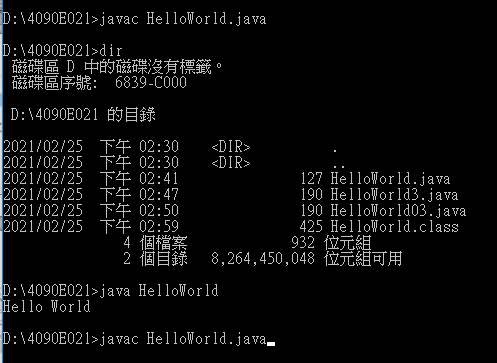 D:\4090E021>javac HelloWorld.java
D:\4090E021>dir
磁碟區 D 中的磁碟沒有標籤。
磁碟區序號:  6839-C000
D:\4090E021 的目錄
2021/02/25  下午 02:30    <DIR>          .
2021/02/25  下午 02:30    <DIR>          ..
2021/02/25  下午 02:41               127 HelloWorld.java
2021/02/25  下午 02:47               190 HelloWorld3.java
2021/02/25  下午 02:50               190 HelloWorld03.java
2021/02/25  下午 02:59               425 HelloWorld.class
4 個檔案             932 位元組
2 個目錄   8,264,450,048 位元組可用
D:\4090E021>java HelloWorld
Hello World
D:\4090E021>javac HelloWorld.java